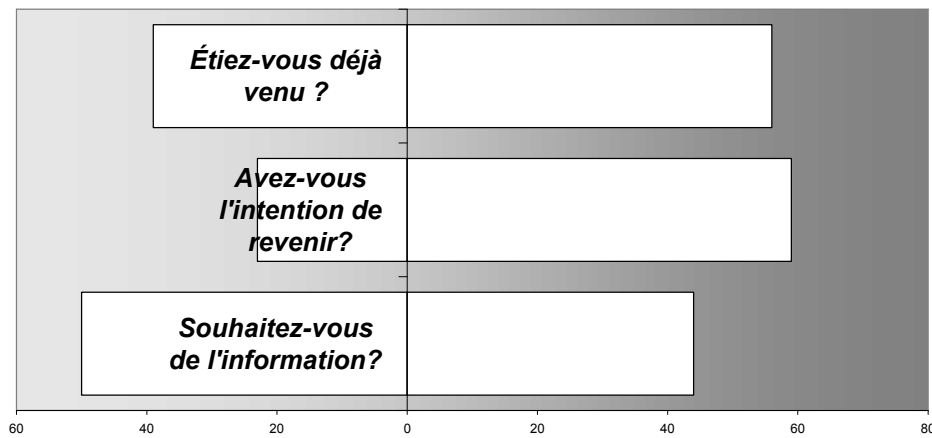 Étiez-vous déjà
venu ?
Avez-vous
l'intention de
revenir?
Souhaitez-vous
de l'information?
60 40 20 0 20 40 60 80